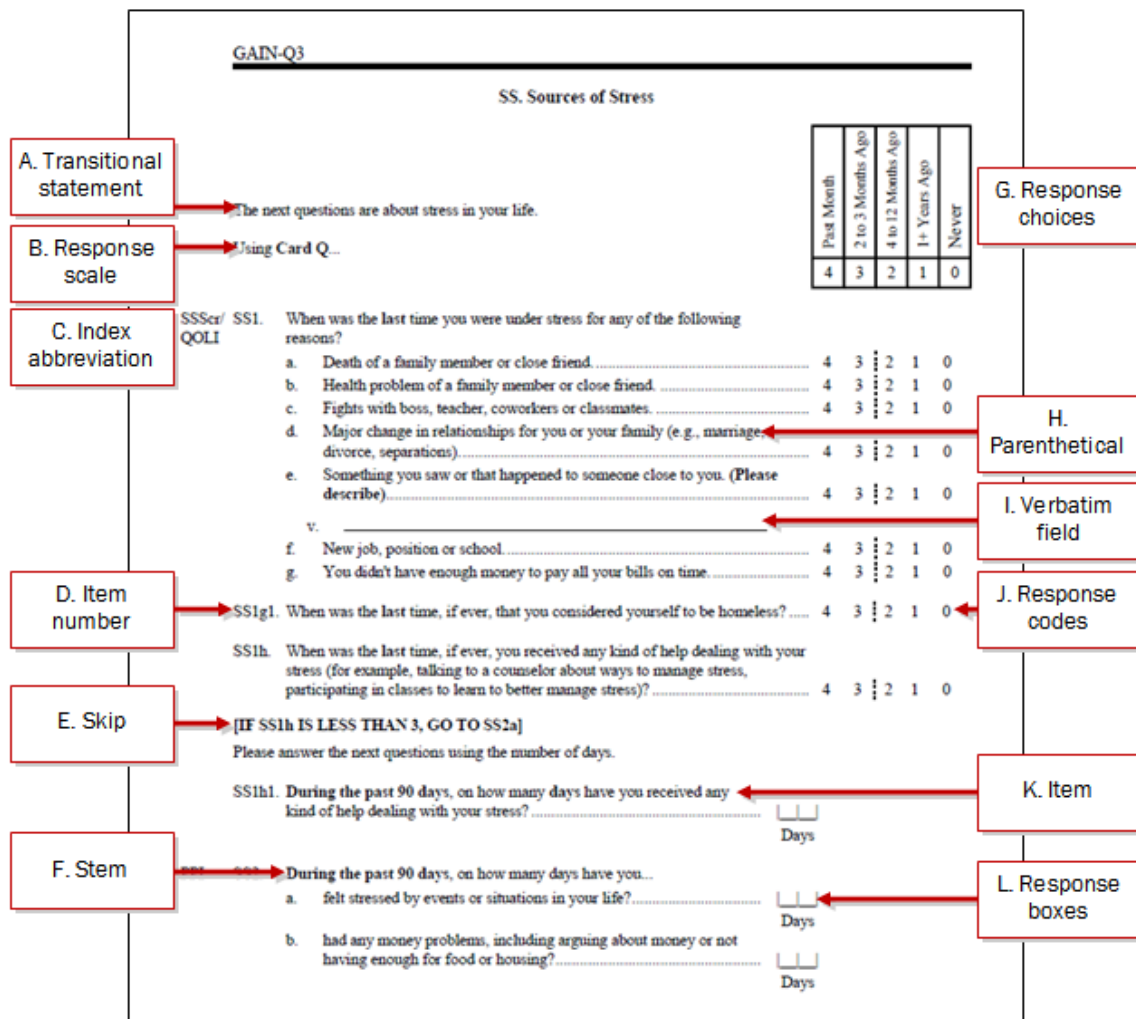 GAIN-Q3
SS. Sources of Stress
A. Transitional
statement
The next questions are about stress in your life.
B. Response
scale
Using Card Q...
Past Month
2 to 3 Months Ago
4 to 12 Months Ago
1+ Years Ago
Never
4 3 2 1 0
G. Response
choices
C. Index
abbreviation
SSScr/ SS1. When was the last time you were under stress for any of the following
QOLI reasons?
a. Death of a family member or close friend. 4 3 2 1 0
b. Health problem of a family member or close friend. 4 3 2 1 0
c. Fights with boss, teacher, coworkers or classmates. 4 3 2 1 0
d. Major change in relationships for you or your family (e.g., marriage,
divorce, separations). 4 3 2 1 0
H.
Parenthetical
e. Something you saw or that happened to someone close to you. (Please
describe) 4 3 2 1 0
v.
I. Verbatim
field
f. New job, position or school. 4 3 2 1 0
g. You didn't have enough money to pay all your bills on time. 4 3 2 1 0
D. Item
number
SS1g1. When was the last time, if ever, that you considered yourself to be homeless? 4 3 2 1 0
J. Response
codes
SS1h. When was the last time, if ever, you received any kind of help dealing with your
stress (for example, talking to a counselor about ways to manage stress,
participating in classes to learn to better manage stress)? 4 3 2 1 0
E. Skip
[IF SS1h IS LESS THAN 3, GO TO SS2a]
Please answer the next questions using the number of days.
SS1h1. During the past 90 days, on how many days have you received any
kind of help dealing with your stress?
Days
K. Item
F. Stem
During the past 90 days, on how many days have you...
a. felt stressed by events or situations in your life?
Days
L. Response
boxes
b. had any money problems, including arguing about money or not
having enough for food or housing?
Days